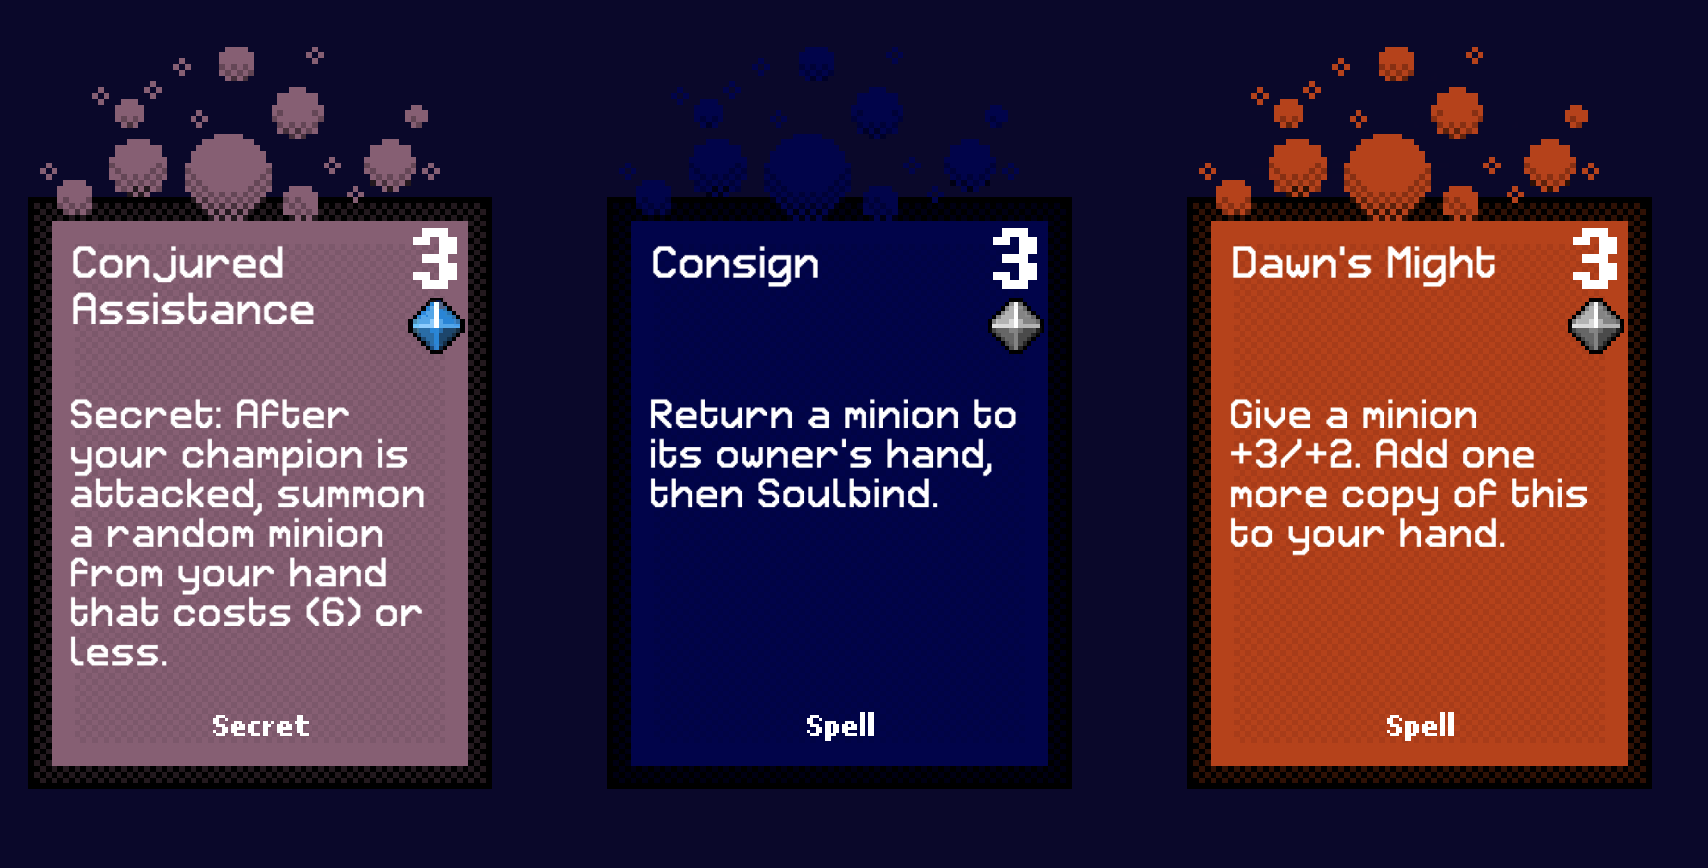 Conjured
Assistance
3
Secret: After
your champion is
attacked, summon
a random minion
from your hand
that costs (6) or
less.
Secret
Consign
3
Return a minion to
its owner's hand,
then Soulbind.
Spell
Dawn's Might
3
Give a minion
+3/+2. Add one
more copy of this
to your hand.
Spell